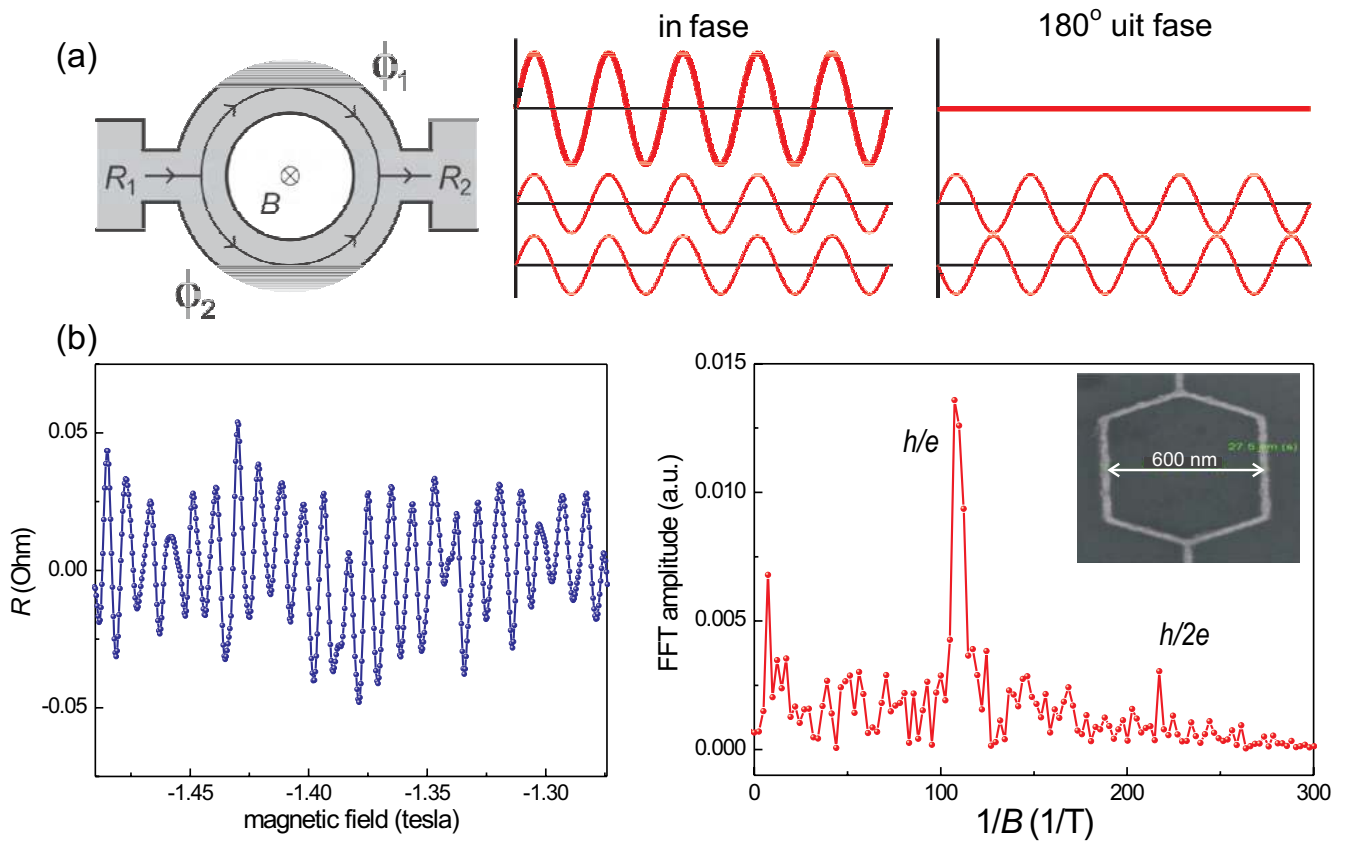 (a)
ϕ1
R1
B
R2
ϕ2
in fase
180° uit fase
(b)
0.05
0.00
-0.05
R (Ohm)
-1.45
-1.40
-1.35
-1.30
magnetic field (tesla)
0.015
0.010
0.005
0.000
FFT amplitude (a.u.)
h/e
h/2e
600 nm
0
100
200
300
1/B (1/T)